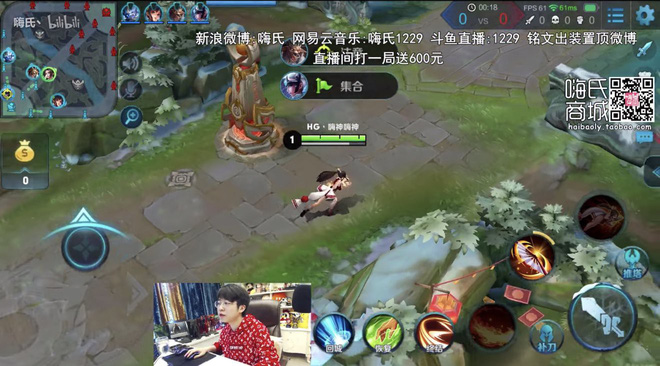 嗨氏 bilibili
00:18
FPS 61 61ms
0 VS 0
0 0 0
新浪微博:嗨氏 网易云音乐:嗨氏1229 斗鱼直播:1229 铭文出装置顶微博
直播间打一局送600元
集合
嗨氏
商城
haibaoly.taobao.com
HG·嗨神嗨神
1
0
推塔
回城
恢复
终结
补刀